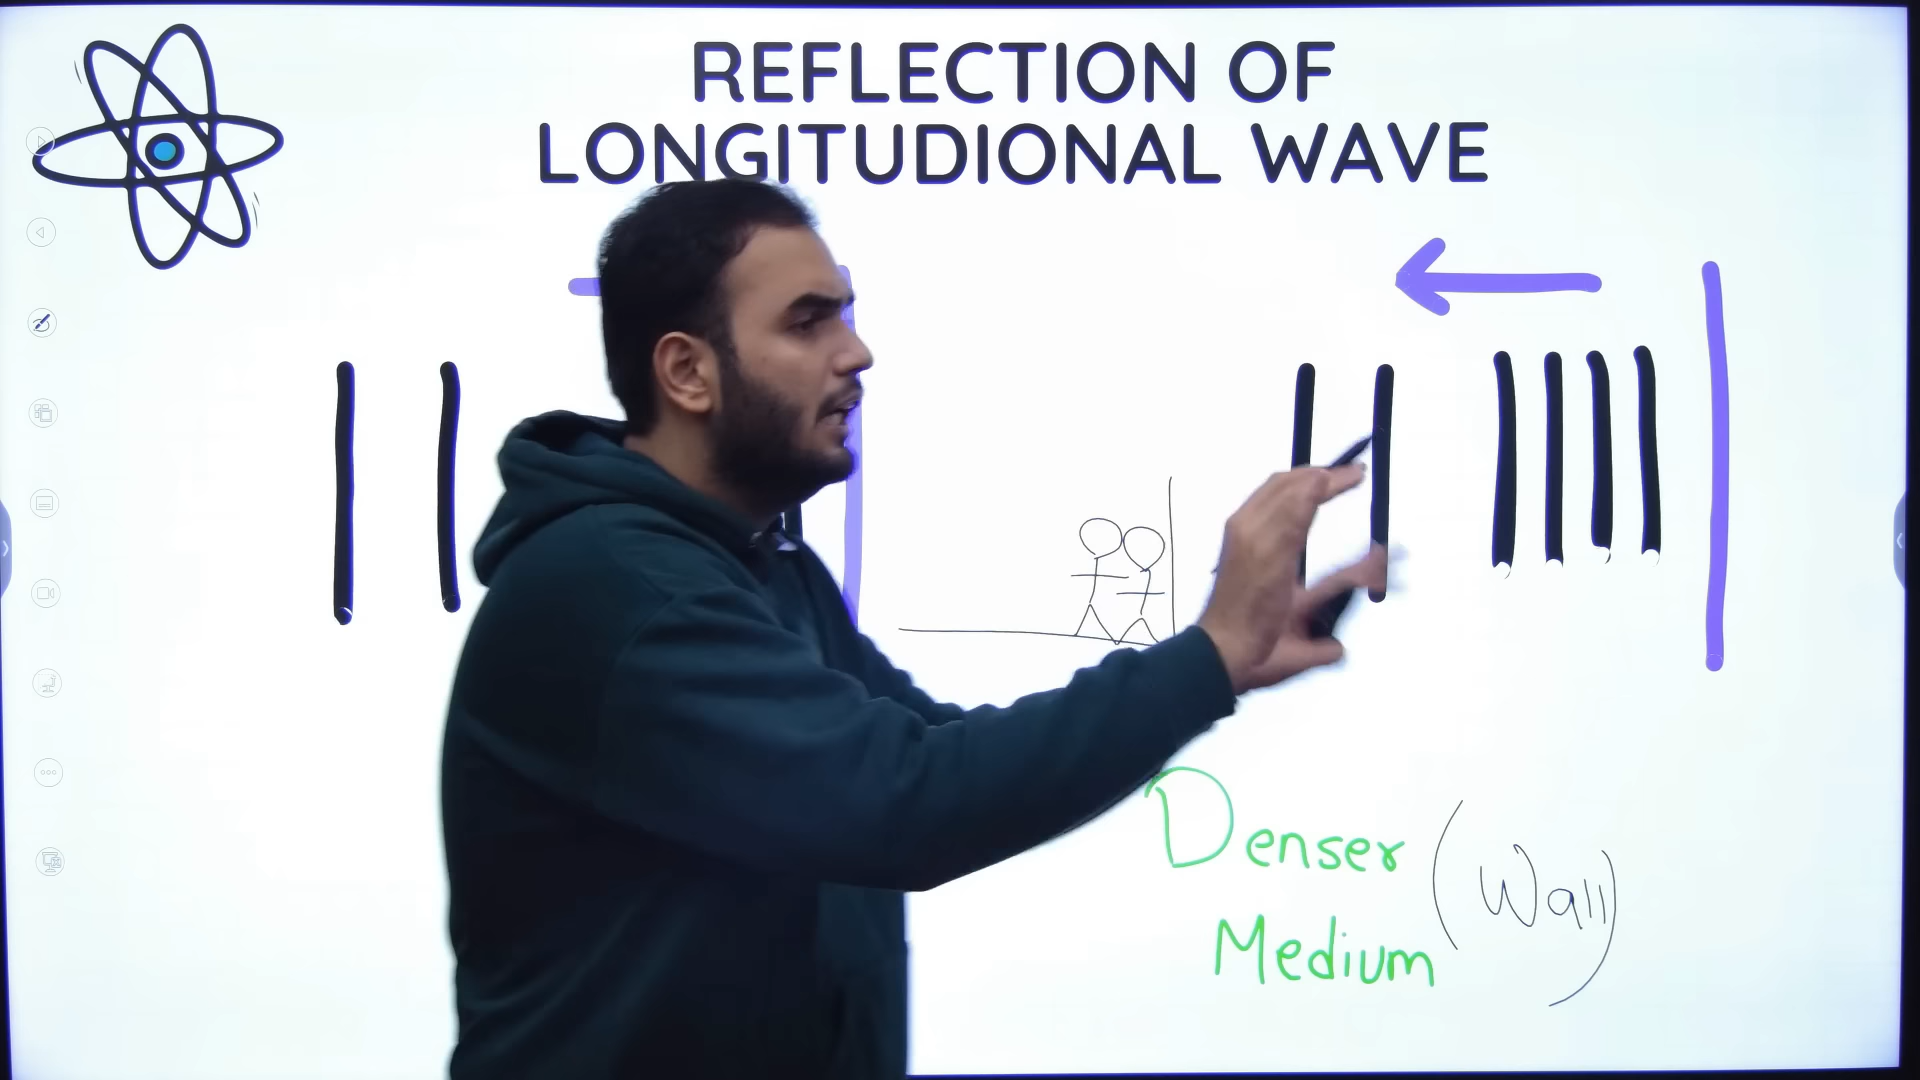 REFLECTION OF
LONGITUDIONAL WAVE
Denser
Medium
(Wall)